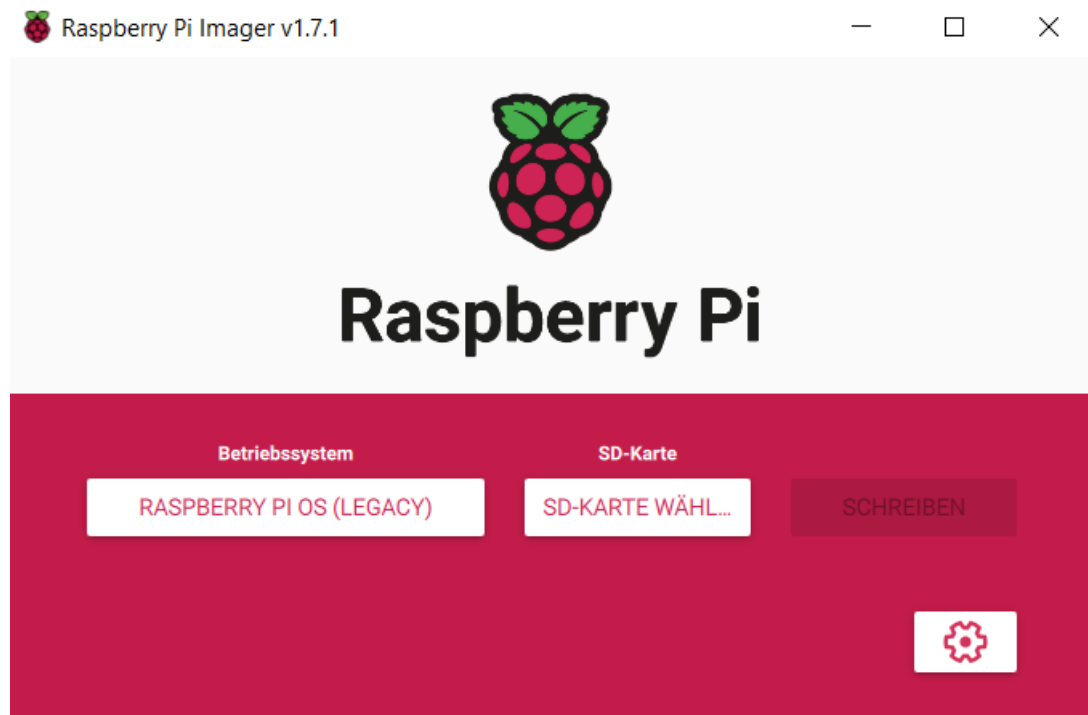 Raspberry Pi Imager v1.7.1
Raspberry Pi
Betriebssystem
SD-Karte
RASPBERRY PI OS (LEGACY)
SD-KARTE WÄHL...
SCHREIBEN